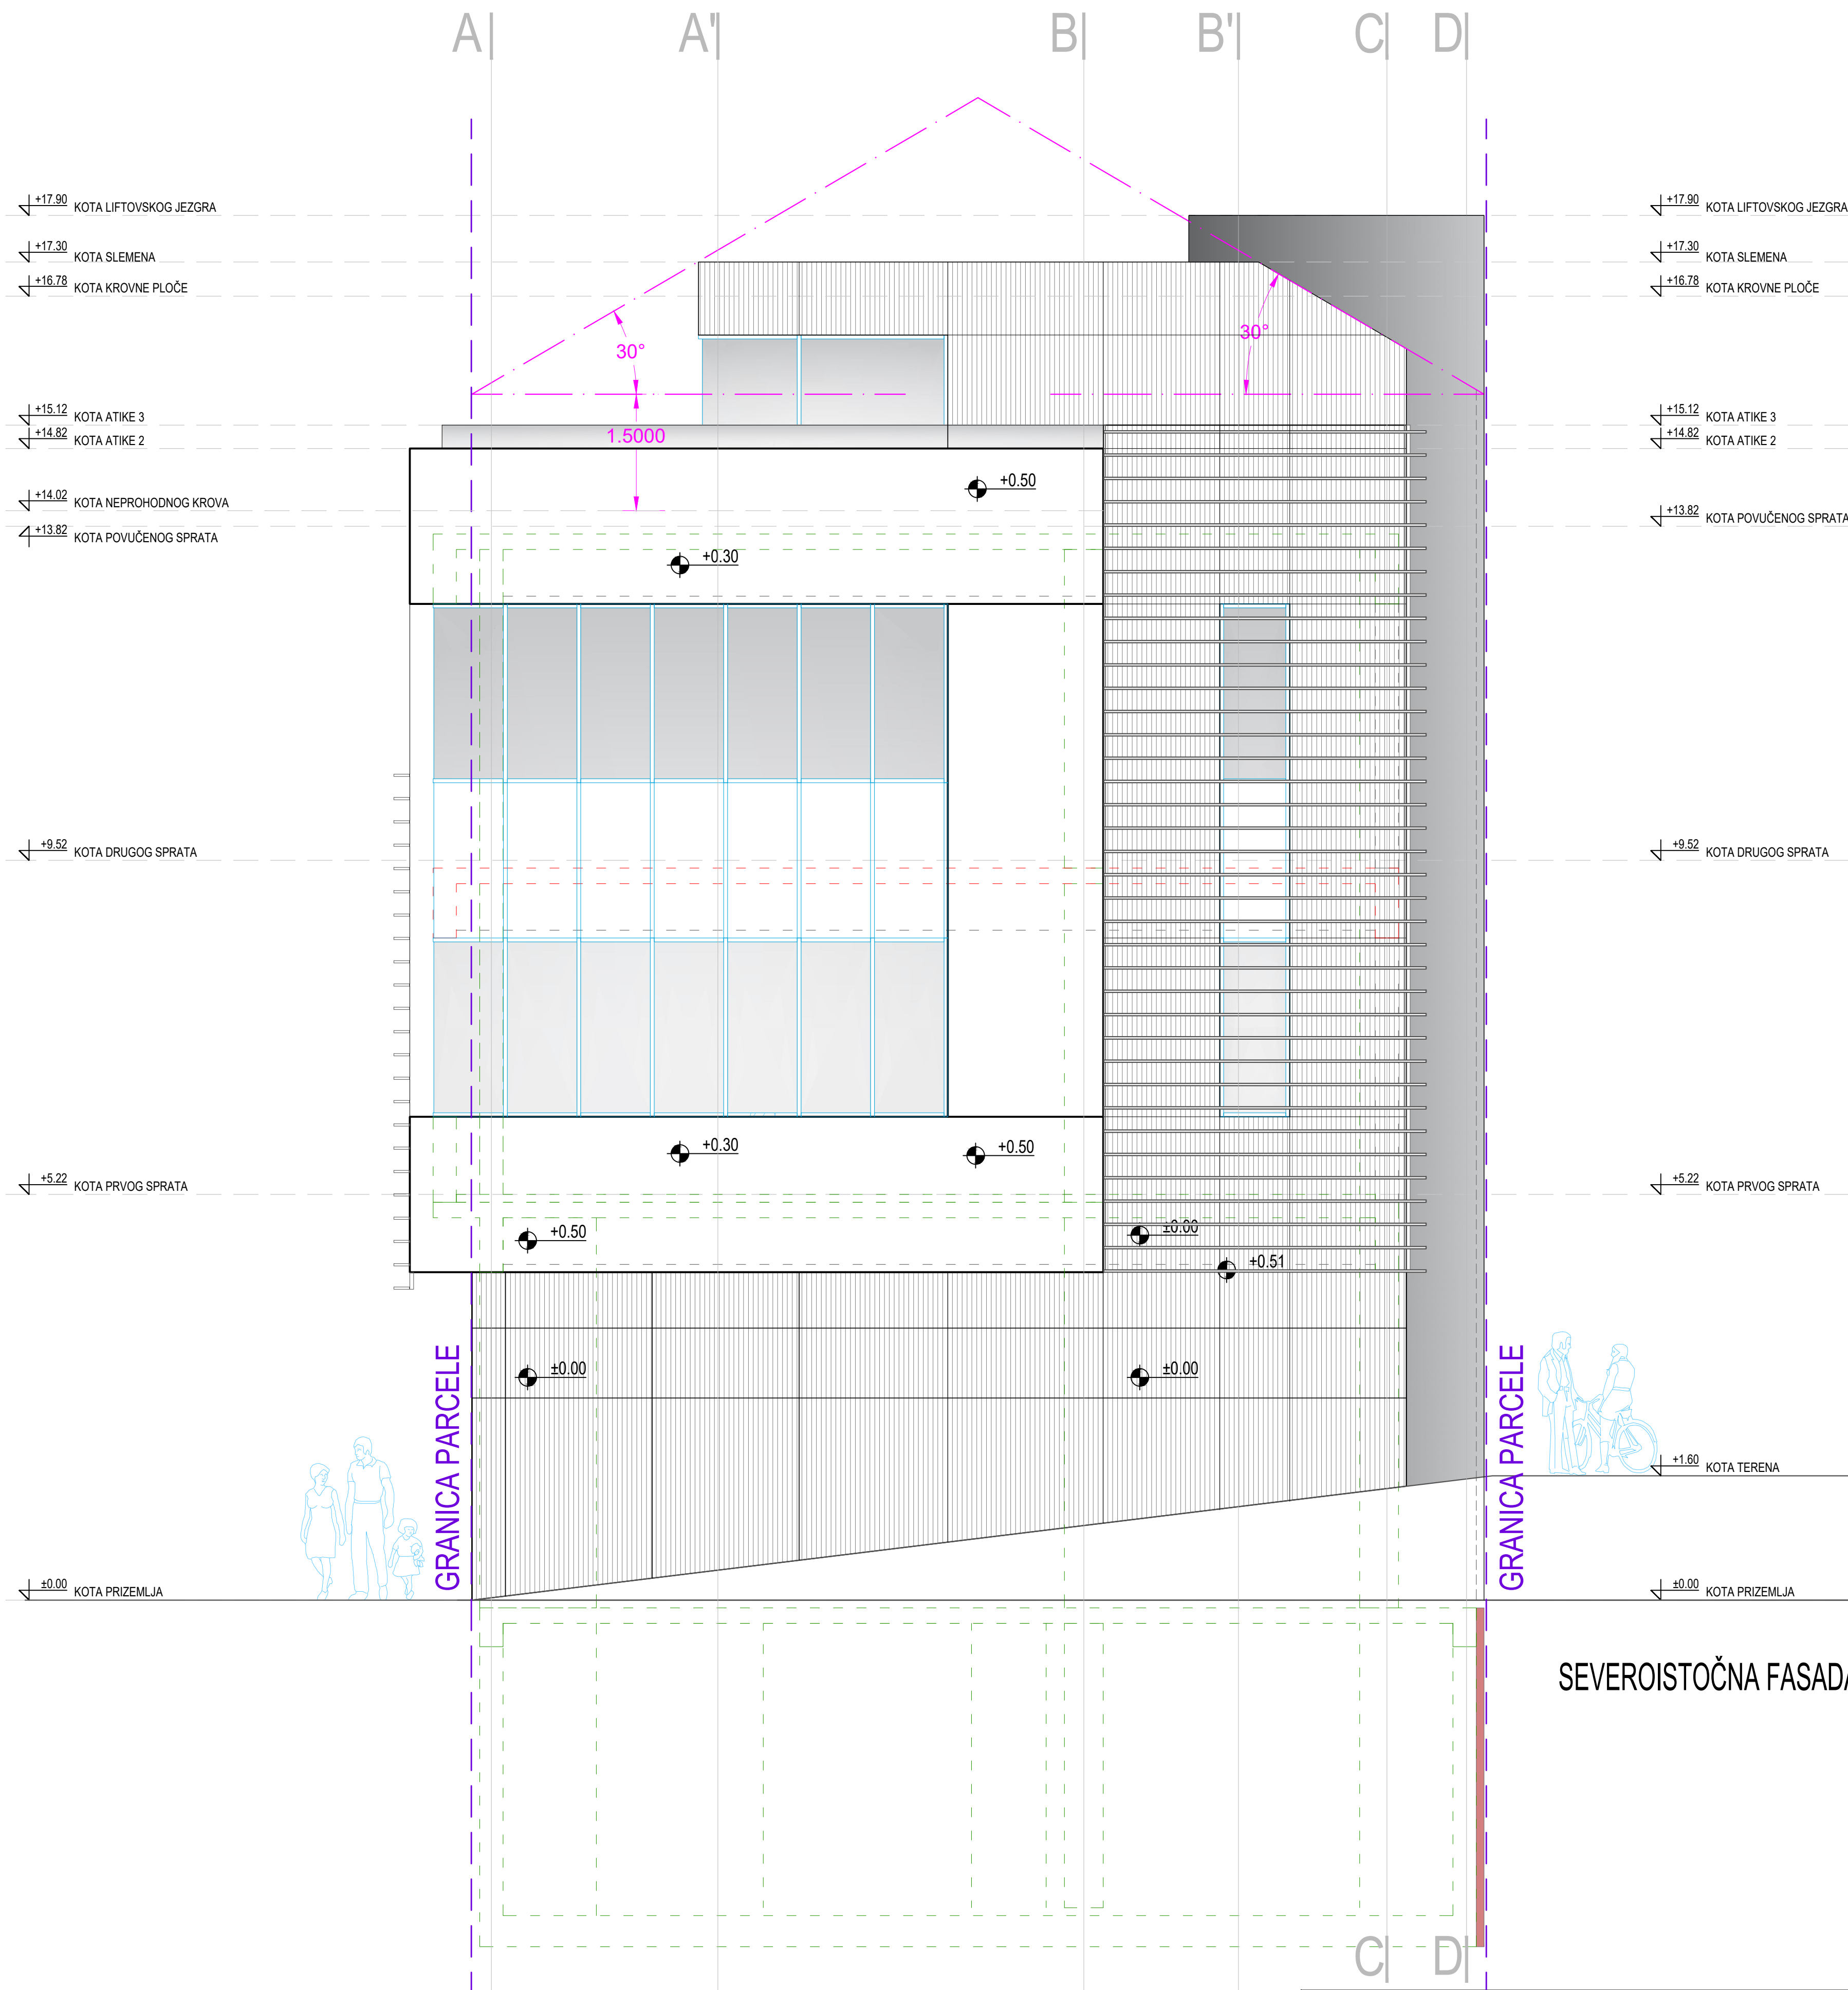 A A' B B' C D
+17.90 KOTA LIFTOVSKOG JEZGRA +17.90 KOTA LIFTOVSKOG JEZGRA
+17.30 KOTA SLEMENA +17.30 KOTA SLEMENA
+16.78 KOTA KROVNE PLOČE +16.78 KOTA KROVNE PLOČE
30° 30°
+15.12 KOTA ATIKE 3 +15.12 KOTA ATIKE 3
1.5000
+14.82 KOTA ATIKE 2 +14.82 KOTA ATIKE 2
+0.50
+14.02 KOTA NEPROHODNOG KROVA
+13.82 KOTA POVUČENOG SPRATA +13.82 KOTA POVUČENOG SPRATA
+0.30
+9.52 KOTA DRUGOG SPRATA +9.52 KOTA DRUGOG SPRATA
+0.30 +0.50
+5.22 KOTA PRVOG SPRATA +5.22 KOTA PRVOG SPRATA
+0.50 ±0.00
+0.51
±0.00 ±0.00
GRANICA PARCELE GRANICA PARCELE
+1.60 KOTA TERENA
±0.00 KOTA PRIZEMLJA ±0.00 KOTA PRIZEMLJA
SEVEROISTOČNA FASADA
C D